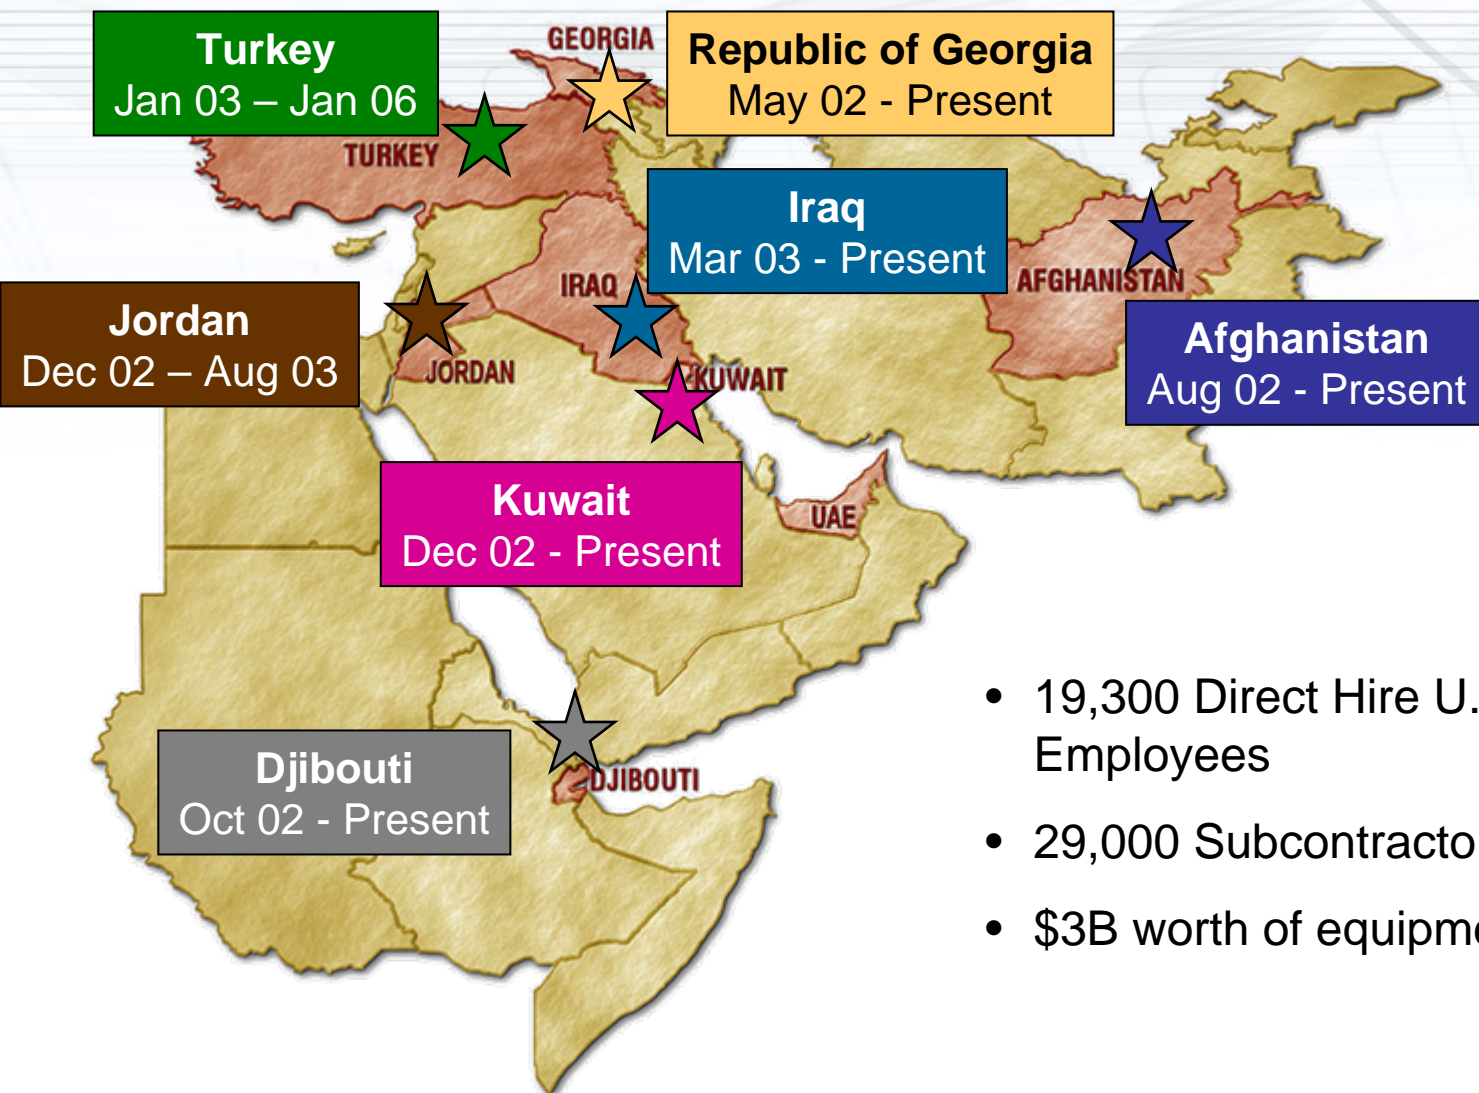 GEORGIA
Turkey
Jan 03 – Jan 06
Republic of Georgia
May 02 - Present
TURKEY
Iraq
Mar 03 - Present
IRAQ
AFGHANISTAN
Jordan
Dec 02 – Aug 03
Afghanistan
Aug 02 - Present
JORDAN
KUWAIT
Kuwait
Dec 02 - Present
UAE
• 19,300 Direct Hire U.
Employees
Djibouti
Oct 02 - Present
DJIBOUTI
• 29,000 Subcontracto
• $3B worth of equipm